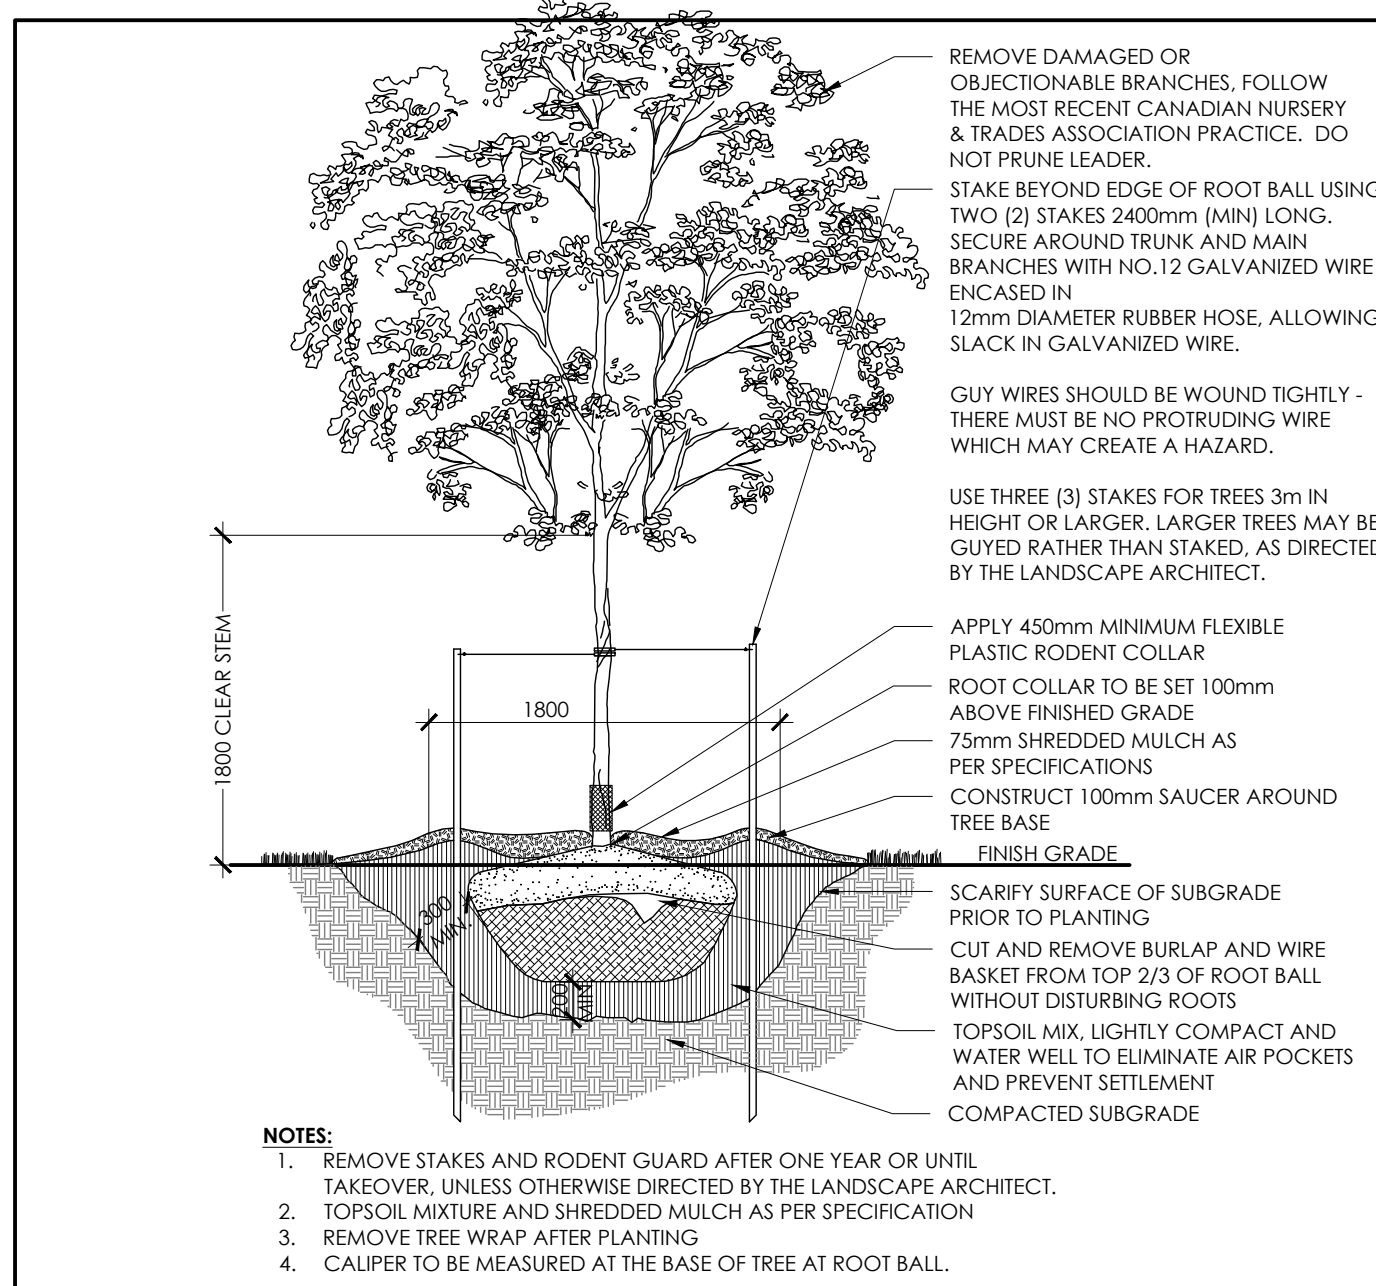 REMOVE DAMAGED OR
OBJECTIONABLE BRANCHES, FOLLOW
THE MOST RECENT CANADIAN NURSERY
& TRADES ASSOCIATION PRACTICE. DO
NOT PRUNE LEADER.
STAKE BEYOND EDGE OF ROOT BALL USING
TWO (2) STAKES 2400mm (MIN) LONG.
SECURE AROUND TRUNK AND MAIN
BRANCHES WITH NO.12 GALVANIZED WIRE
ENCASED IN
12mm DIAMETER RUBBER HOSE, ALLOWING
SLACK IN GALVANIZED WIRE.
GUY WIRES SHOULD BE WOUND TIGHTLY -
THERE MUST BE NO PROTRUDING WIRE
WHICH MAY CREATE A HAZARD.
USE THREE (3) STAKES FOR TREES 3m IN
HEIGHT OR LARGER. LARGER TREES MAY BE
GUYED RATHER THAN STAKED, AS DIRECTED
BY THE LANDSCAPE ARCHITECT.
1800 CLEAR STEM
1800
APPLY 450mm MINIMUM FLEXIBLE
PLASTIC RODENT COLLAR
ROOT COLLAR TO BE SET 100mm
ABOVE FINISHED GRADE
75mm SHREDDED MULCH AS
PER SPECIFICATIONS
CONSTRUCT 100mm SAUCER AROUND
TREE BASE
FINISH GRADE
300
MIN.
SCARIFY SURFACE OF SUBGRADE
PRIOR TO PLANTING
CUT AND REMOVE BURLAP AND WIRE
BASKET FROM TOP 2/3 OF ROOT BALL
WITHOUT DISTURBING ROOTS
200
MIN
TOPSOIL MIX, LIGHTLY COMPACT AND
WATER WELL TO ELIMINATE AIR POCKETS
AND PREVENT SETTLEMENT
COMPACTED SUBGRADE
NOTES:
1. REMOVE STAKES AND RODENT GUARD AFTER ONE YEAR OR UNTIL
TAKEOVER, UNLESS OTHERWISE DIRECTED BY THE LANDSCAPE ARCHITECT.
2. TOPSOIL MIXTURE AND SHREDDED MULCH AS PER SPECIFICATION
3. REMOVE TREE WRAP AFTER PLANTING
4. CALIPER TO BE MEASURED AT THE BASE OF TREE AT ROOT BALL.